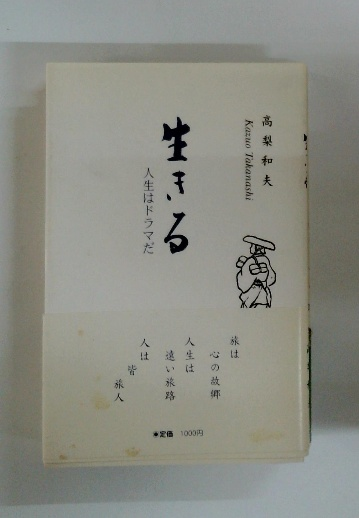 高梨和夫
Kazuo Takanashi
生きる
人生はドラマだ
旅は
心の故郷
人生は
遠い旅路
人は
皆
旅人
●定価 1000円